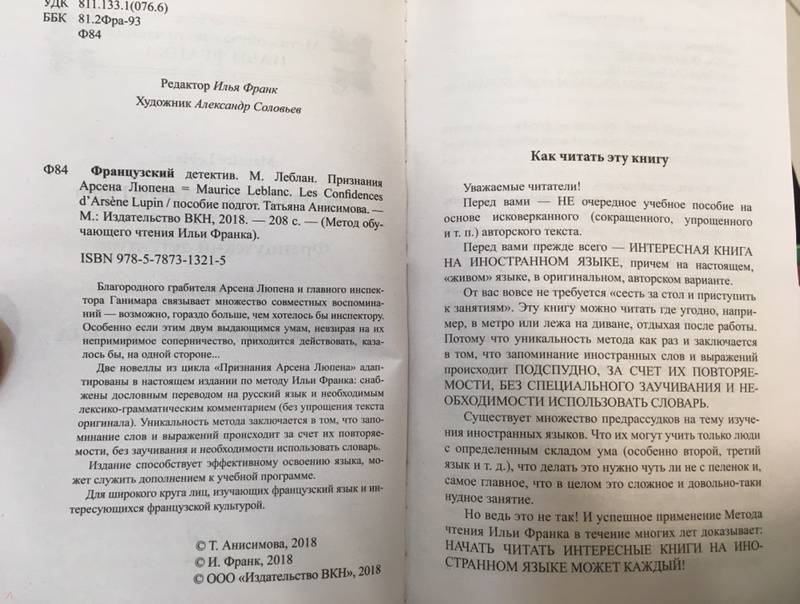 УДК 811.133.1(076.6)
ББК 81.2Фра-93
Ф84
Редактор Илья Франк
Художник Александр Соловьев
Ф84 Французский детектив. М. Леблан. Признания
Арсена Люпена = Maurice Leblanc. Les Confidences
d’Arsène Lupin / пособие подгот. Татьяна Анисимова. —
М.: Издательство ВКН, 2018. — 208 с. — (Метод обу-
чающего чтения Ильи Франка).
ISBN 978-5-7873-1321-5
Благородного грабителя Арсена Люпена и главного инспек-
тора Ганимара связывает множество совместных воспомина-
ний — возможно, гораздо больше, чем хотелось бы инспектору.
Особенно если этим двум выдающимся умам, невзирая на их
непримиримое соперничество, приходится действовать, каза-
лось бы, на одной стороне...
Две новеллы из цикла «Признания Арсена Люпена» адап-
тированы в настоящем издании по методу Ильи Франка: снаб-
жены дословным переводом на русский язык и необходимым
лексико-грамматическим комментарием (без упрощения текста
оригинала). Уникальность метода заключается в том, что запо-
минание слов и выражений происходит за счет их повторяемо-
сти, без заучивания и необходимости использовать словарь.
Издание способствует эффективному освоению языка, мо-
жет служить дополнением к учебной программе.
Для широкого круга лиц, изучающих французский язык и ин-
тересующихся французской культурой.
© Т. Анисимова, 2018
© И. Франк, 2018
© ООО «Издательство ВКН», 2018
Как читать эту книгу
Уважаемые читатели!
Перед вами — НЕ очередное учебное пособие на
основе исковерканного (сокращенного, упрощенного
и т. п.) авторского текста.
Перед вами прежде всего — ИНТЕРЕСНАЯ КНИГА
НА ИНОСТРАННОМ ЯЗЫКЕ, причем на настоящем,
«живом» языке, в оригинальном, авторском варианте.
От вас вовсе не требуется «сесть за стол и приступить
к занятиям». Эту книгу можно читать где угодно, напри-
мер, в метро или лежа на диване, отдыхая после работы.
Потому что уникальность метода как раз и заключается
в том, что запоминание иностранных слов и выражений
происходит ПОДСПУДНО, ЗА СЧЕТ ИХ ПОВТОРЯЕ-
МОСТИ, БЕЗ СПЕЦИАЛЬНОГО ЗАУЧИВАНИЯ И НЕ-
ОБХОДИМОСТИ ИСПОЛЬЗОВАТЬ СЛОВАРЬ.
Существует множество предрассудков на тему изуче-
ния иностранных языков. Что их могут учить только люди
с определенным складом ума (особенно второй, третий
язык и т. д.), что делать это нужно чуть ли не с пеленок и,
самое главное, что в целом это сложное и довольно-таки
нудное занятие.
Но ведь это не так! И успешное применение Метода
чтения Ильи Франка в течение многих лет доказывает:
НАЧАТЬ ЧИТАТЬ ИНТЕРЕСНЫЕ КНИГИ НА ИНО-
СТРАННОМ ЯЗЫКЕ МОЖЕТ КАЖДЫЙ!